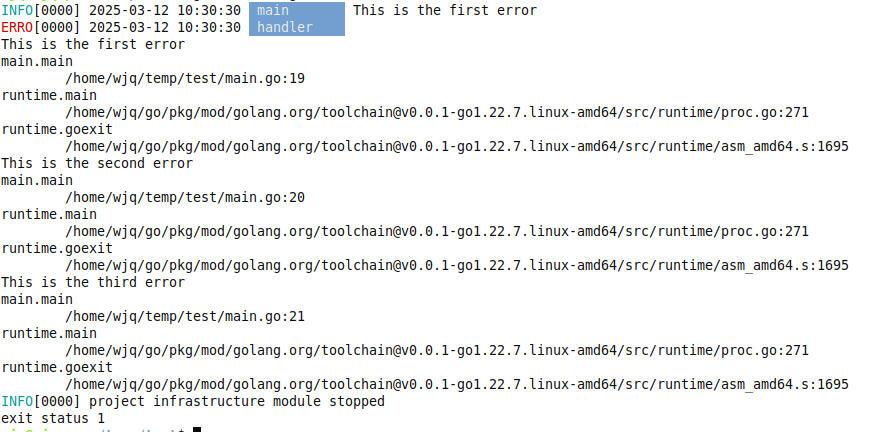 INFO[0000] 2025-03-12 10:30:30 main This is the first error
ERRO[0000] 2025-03-12 10:30:30 handler
This is the first error
main.main
/home/wjq/temp/test/main.go:19
runtime.main
/home/wjq/go/pkg/mod/golang.org/toolchain@v0.0.1-go1.22.7.linux-amd64/src/runtime/proc.go:271
runtime.goexit
/home/wjq/go/pkg/mod/golang.org/toolchain@v0.0.1-go1.22.7.linux-amd64/src/runtime/asm_amd64.s:1695
This is the second error
main.main
/home/wjq/temp/test/main.go:20
runtime.main
/home/wjq/go/pkg/mod/golang.org/toolchain@v0.0.1-go1.22.7.linux-amd64/src/runtime/proc.go:271
runtime.goexit
/home/wjq/go/pkg/mod/golang.org/toolchain@v0.0.1-go1.22.7.linux-amd64/src/runtime/asm_amd64.s:1695
This is the third error
main.main
/home/wjq/temp/test/main.go:21
runtime.main
/home/wjq/go/pkg/mod/golang.org/toolchain@v0.0.1-go1.22.7.linux-amd64/src/runtime/proc.go:271
runtime.goexit
/home/wjq/go/pkg/mod/golang.org/toolchain@v0.0.1-go1.22.7.linux-amd64/src/runtime/asm_amd64.s:1695
INFO[0000] project infrastructure module stopped
exit status 1